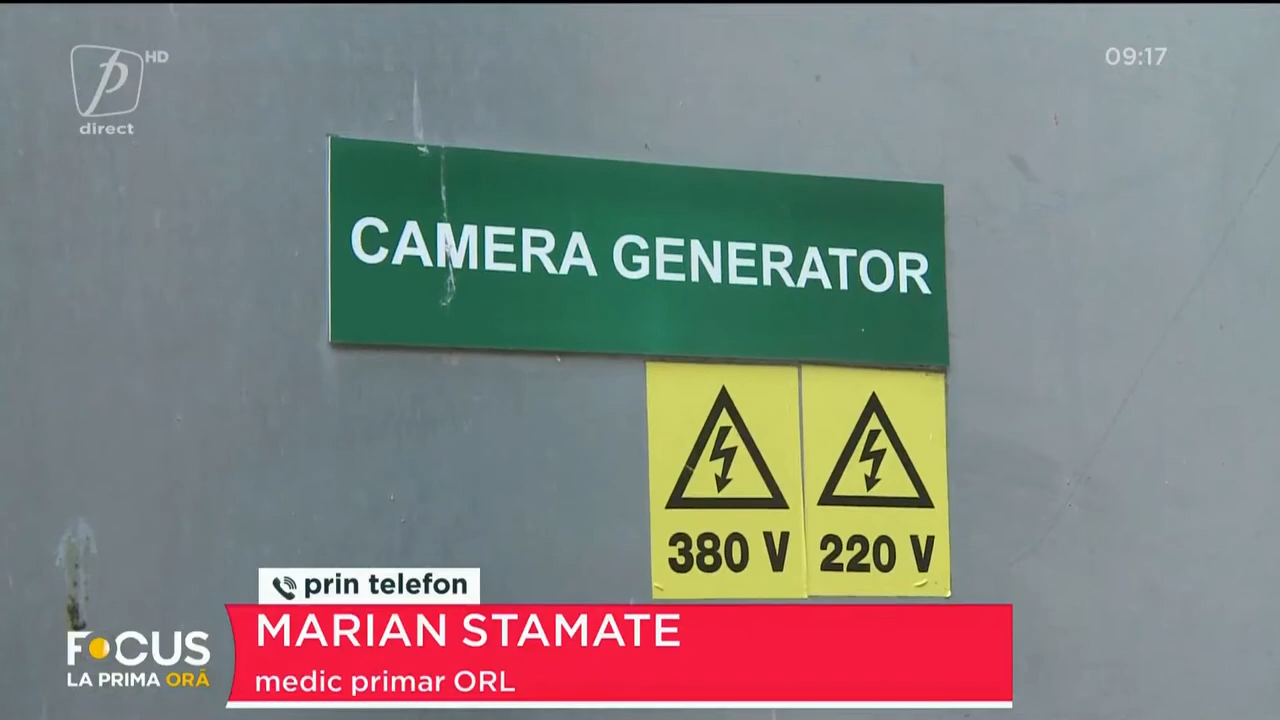 HD
direct
09:17
CAMERA GENERATOR
380 V
220 V
prin telefon
MARIAN STAMATE
medic primar ORL
FOCUS
LA PRIMA ORĂ